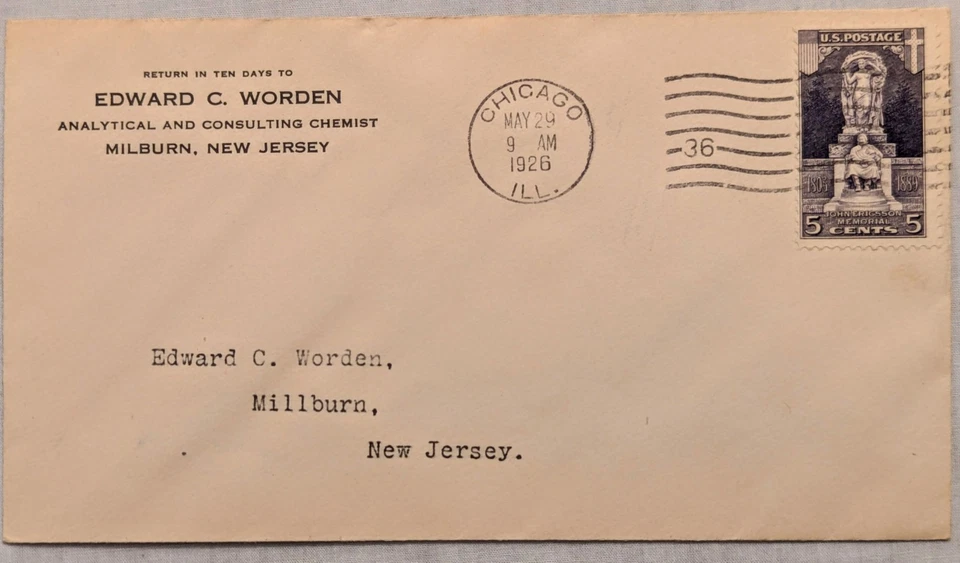 RETURN IN TEN DAYS TO
EDWARD C. WORDEN
ANALYTICAL AND CONSULTING CHEMIST
MILBURN, NEW JERSEY
CHICAGO
MAY 29
9 AM
1926
ILL.
36
U.S. POSTAGE
1803 1889
JOHN ERICSSON
MEMORIAL
5 CENTS 5
Edward C. Worden,
Millburn,
New Jersey.